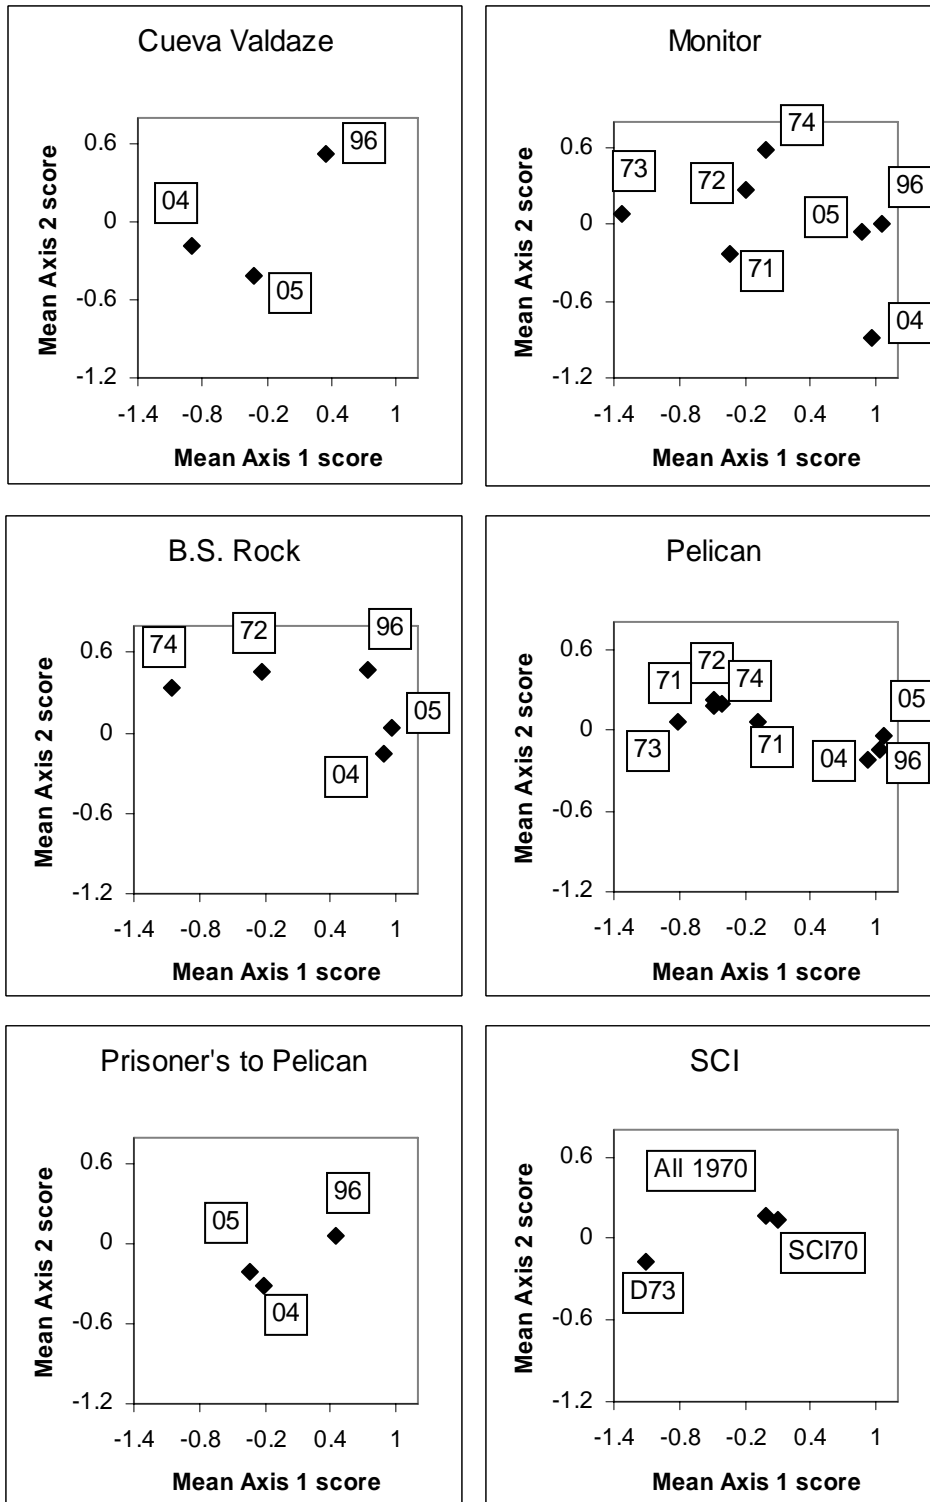 Cueva Valdaze
Mean Axis 2 score
0.6
0
-0.6
-1.2
96
04
05
-1.4 -0.8 -0.2 0.4 1
Mean Axis 1 score
Monitor
Mean Axis 2 score
0.6
0
-0.6
-1.2
74
73
72
96
05
71
04
-1.4 -0.8 -0.2 0.4 1
Mean Axis 1 score
B.S. Rock
Mean Axis 2 score
0.6
0
-0.6
-1.2
74
72
96
05
04
-1.4 -0.8 -0.2 0.4 1
Mean Axis 1 score
Pelican
Mean Axis 2 score
0.6
0
-0.6
-1.2
71
72
74
05
73
71
04
96
-1.4 -0.8 -0.2 0.4 1
Mean Axis 1 score
Prisoner's to Pelican
Mean Axis 2 score
0.6
0
-0.6
-1.2
96
05
04
-1.4 -0.8 -0.2 0.4 1
Mean Axis 1 score
SCI
Mean Axis 2 score
0.6
0
-0.6
-1.2
All 1970
SCI70
D73
-1.4 -0.8 -0.2 0.4 1
Mean Axis 1 score